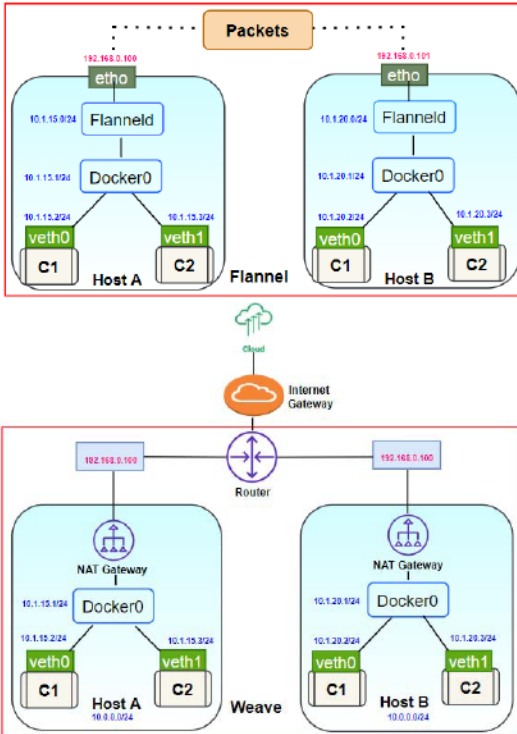 Packets
192.168.0.100
192.168.0.101
etho
etho
10.1.15.0/24
Flanneld
10.1.20.0/24
Flanneld
10.1.15.1/24
Docker0
10.1.20.1/24
Docker0
10.1.15.2/24
10.1.15.3/24
10.1.20.2/24
10.1.20.3/24
veth0
veth1
veth0
veth1
C1
C2
C1
C2
Host A
Flannel
Host B
Cloud
Internet
Gateway
192.168.0.100
192.168.0.100
Router
NAT Gateway
NAT Gateway
10.1.15.1/24
Docker0
10.1.20.1/24
Docker0
10.1.15.2/24
10.1.15.3/24
10.1.20.2/24
10.1.20.3/24
veth0
veth1
veth0
veth1
C1
C2
C1
C2
Host A
Weave
Host B
10.0.0.0/24
10.0.0.0/24